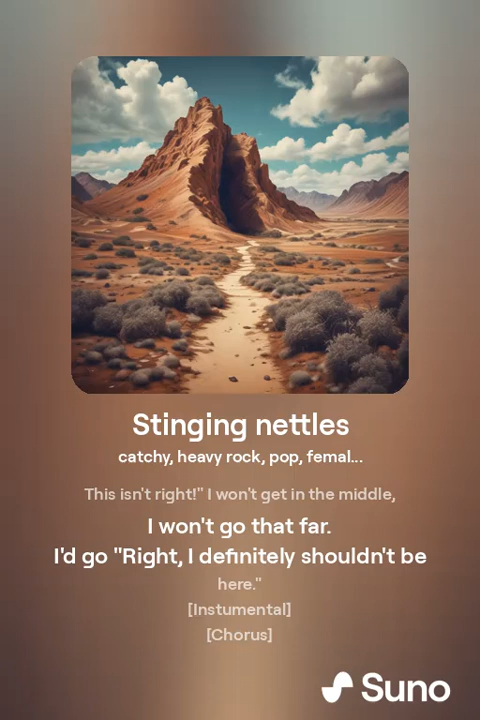 Stinging nettles
catchy, heavy rock, pop, femal...
This isn't right!" I won't get in the middle,
I won't go that far.
I'd go "Right, I definitely shouldn't be
here."
[Instumental]
[Chorus]
Suno